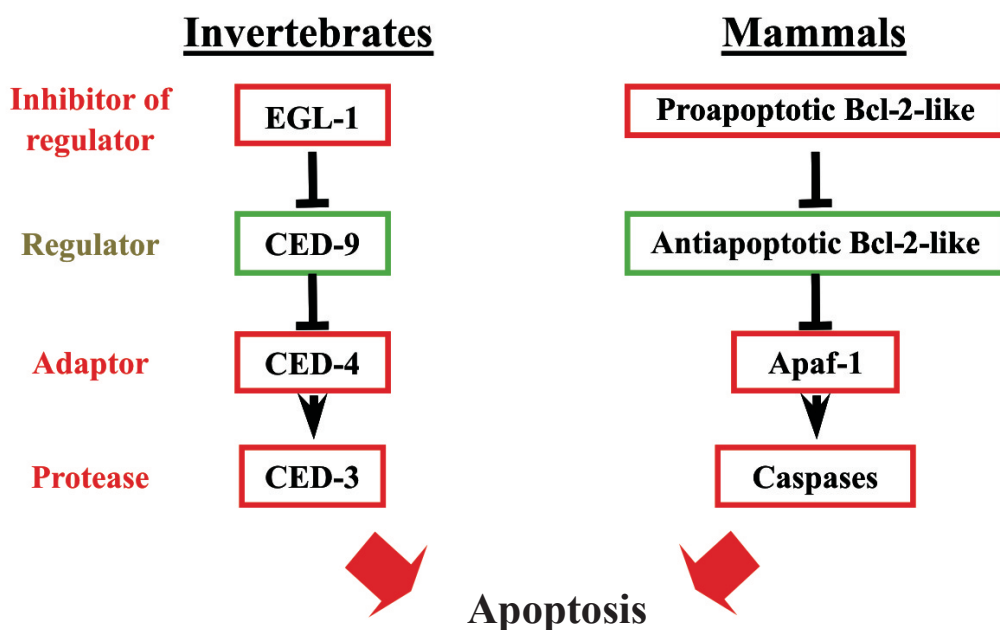 Invertebrates
Mammals
Inhibitor of
regulator
EGL-1
Proapoptotic Bcl-2-like
Regulator
CED-9
Antiapoptotic Bcl-2-like
Adaptor
CED-4
Apaf-1
Protease
CED-3
Caspases
Apoptosis